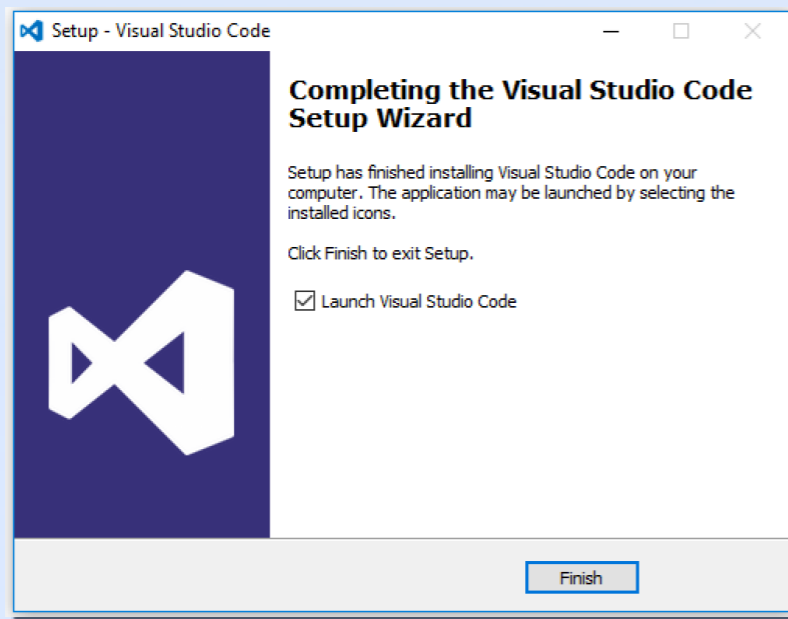 Setup - Visual Studio Code
Completing the Visual Studio Code
Setup Wizard
Setup has finished installing Visual Studio Code on your
computer. The application may be launched by selecting the
installed icons.
Click Finish to exit Setup.
Launch Visual Studio Code
Finish